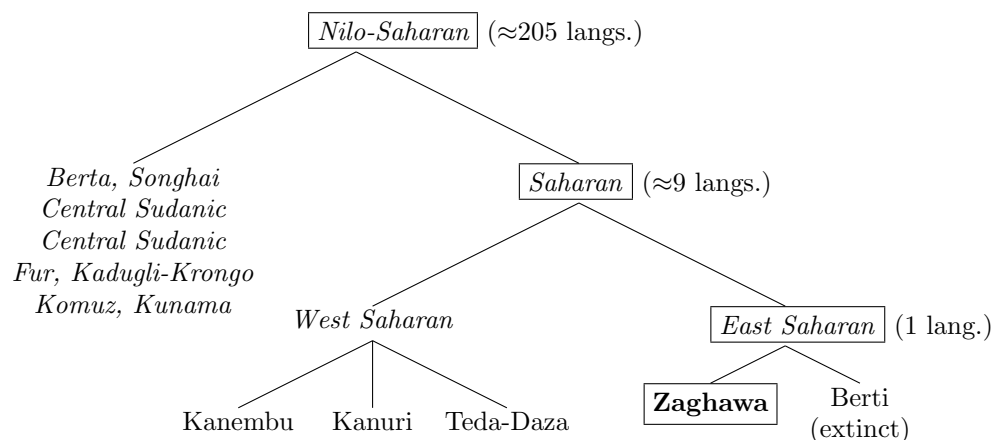 Nilo-Saharan (≈205 langs.)
Berta, Songhai
Central Sudanic
Central Sudanic
Fur, Kadugli-Krongo
Komuz, Kunama
Saharan (≈9 langs.)
West Saharan
East Saharan (1 lang.)
Kanembu Kanuri Teda-Daza
Zaghawa
Berti
(extinct)